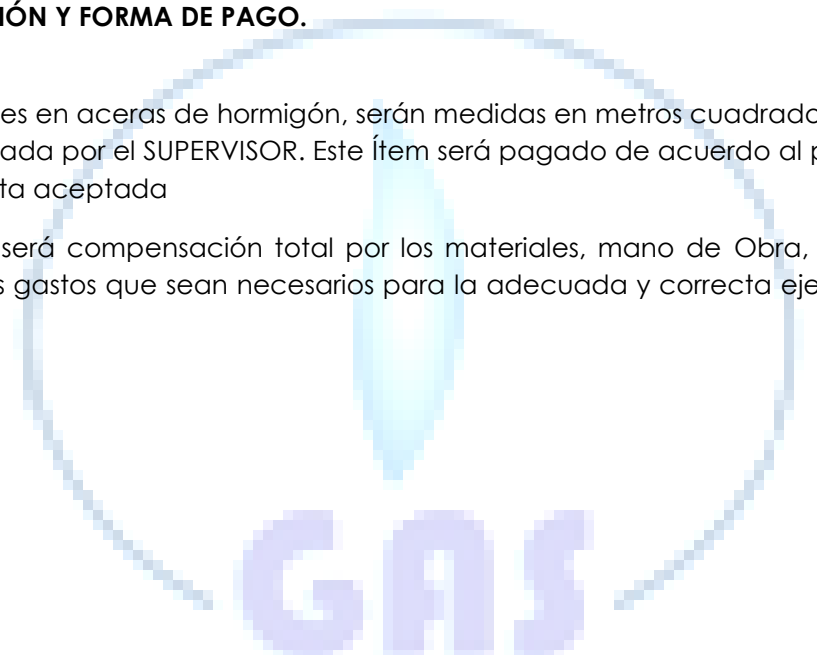 IÓN Y FORMA DE PAGO.
es en aceras de hormigón, serán medidas en metros cuadrado
ada por el SUPERVISOR. Este Ítem será pagado de acuerdo al p
ta aceptada
será compensación total por los materiales, mano de Obra,
s gastos que sean necesarios para la adecuada y correcta eje
GAS